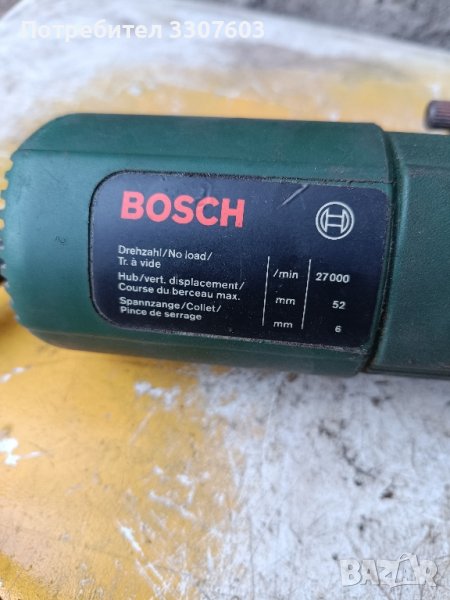 Потребител 3307603
BOSCH
Drehzahl/No load/
Tr. à vide /min 27000
Hub/vert. displacement/
Course du berceau max. mm 52
Spannzange/Collet/
Pince de serrage mm 6
BAZAR